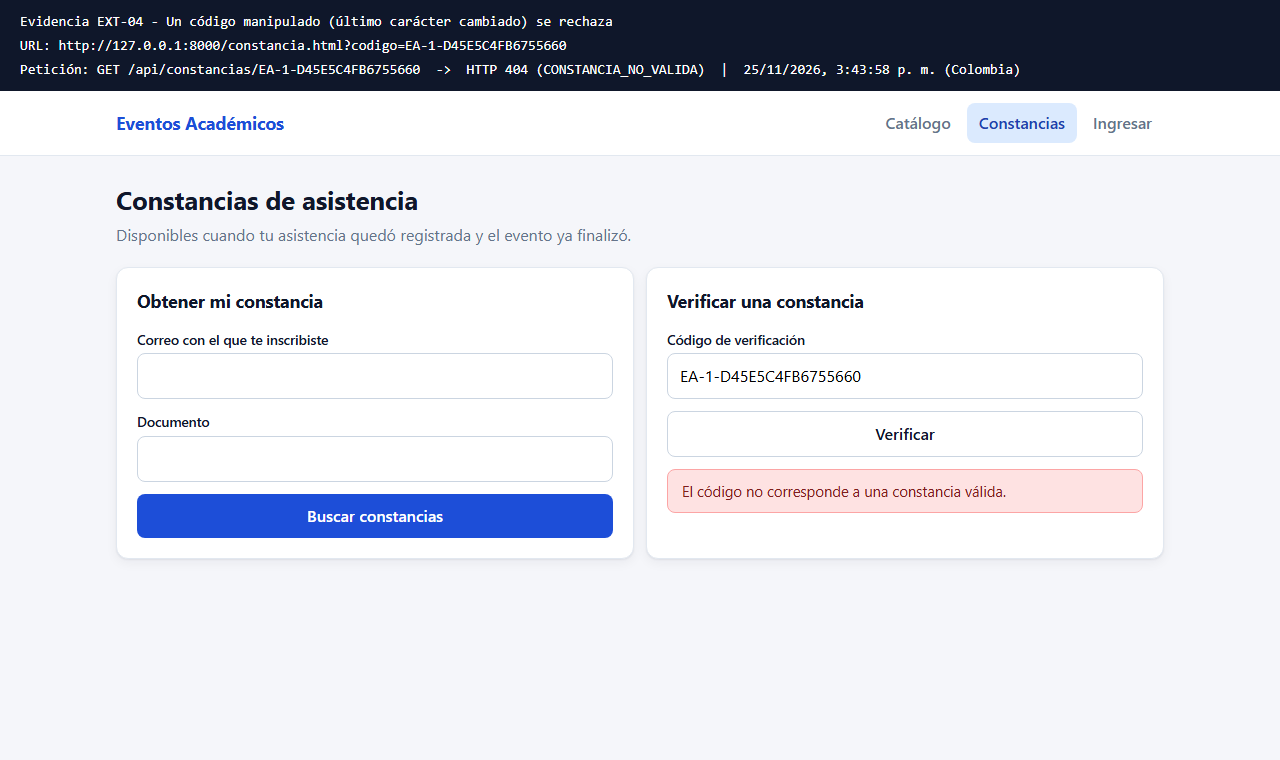 Evidencia EXT-04 - Un código manipulado (último carácter cambiado) se rechaza
URL: http://127.0.0.1:8000/constancia.html?codigo=EA-1-D45E5C4FB6755660
Petición: GET /api/constancias/EA-1-D45E5C4FB6755660 -> HTTP 404 (CONSTANCIA_NO_VALIDA) | 25/11/2026, 3:43:58 p. m. (Colombia)
Eventos Académicos
Catálogo
Constancias
Ingresar
Constancias de asistencia
Disponibles cuando tu asistencia quedó registrada y el evento ya finalizó.
Obtener mi constancia
Correo con el que te inscribiste
Documento
Buscar constancias
Verificar una constancia
Código de verificación
EA-1-D45E5C4FB6755660
Verificar
El código no corresponde a una constancia válida.